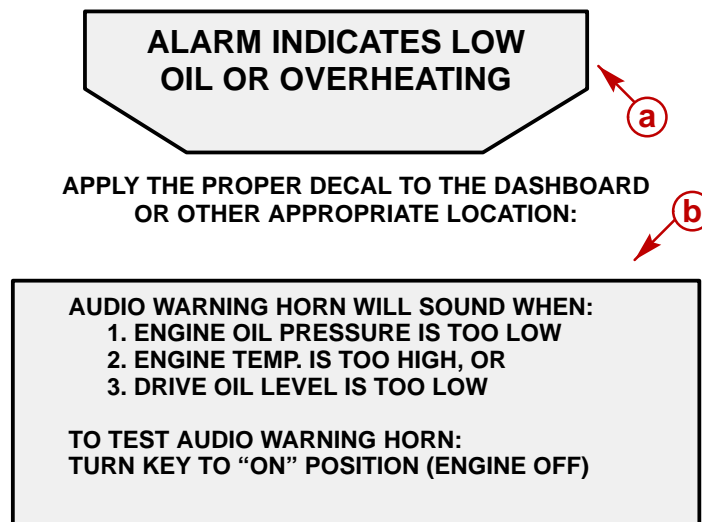 ALARM INDICATES LOW
OIL OR OVERHEATING
a
APPLY THE PROPER DECAL TO THE DASHBOARD
OR OTHER APPROPRIATE LOCATION:
b
AUDIO WARNING HORN WILL SOUND WHEN:
1. ENGINE OIL PRESSURE IS TOO LOW
2. ENGINE TEMP. IS TOO HIGH, OR
3. DRIVE OIL LEVEL IS TOO LOW
TO TEST AUDIO WARNING HORN:
TURN KEY TO “ON” POSITION (ENGINE OFF)